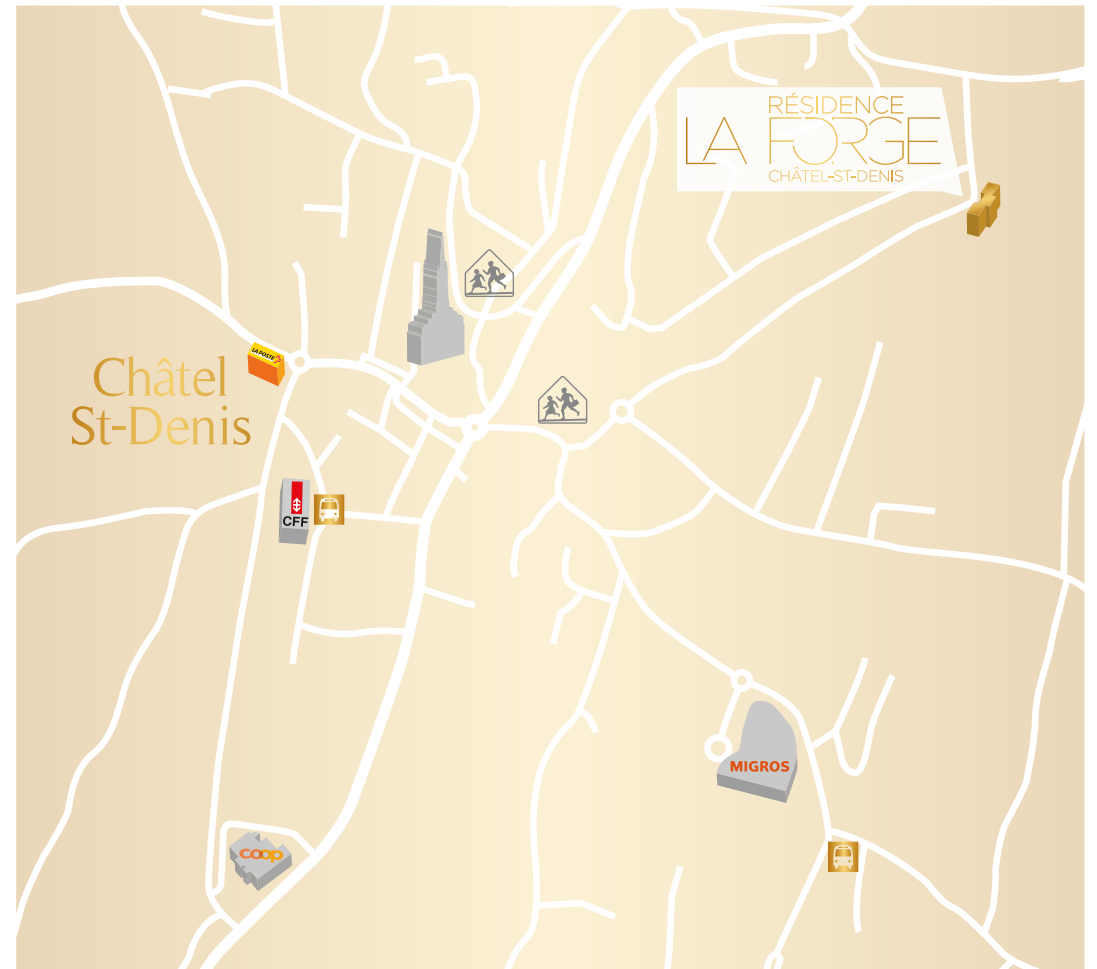 RÉSIDENCE
LA FORGE
CHÂTEL-ST-DENIS
LA POSTE
Châtel
St-Denis
CFF
MIGROS
coop